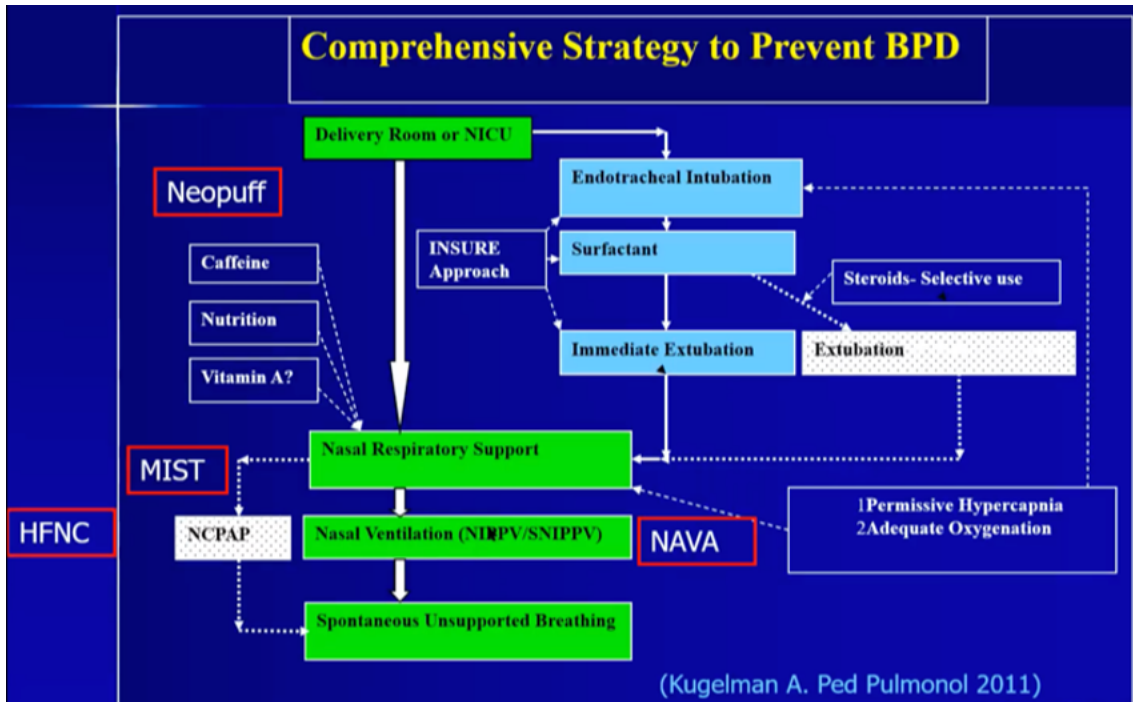 Comprehensive Strategy to Prevent BPD
Delivery Room or NICU
Neopuff
Endotracheal Intubation
INSURE
Approach
Surfactant
Caffeine
Steroids- Selective use
Nutrition
Immediate Extubation
Extubation
Vitamin A?
Nasal Respiratory Support
MIST
1Permissive Hypercapnia
2Adequate Oxygenation
HFNC
NCPAP
Nasal Ventilation (NIPPV/SNIPPV)
NAVA
Spontaneous Unsupported Breathing
(Kugelman A. Ped Pulmonol 2011)